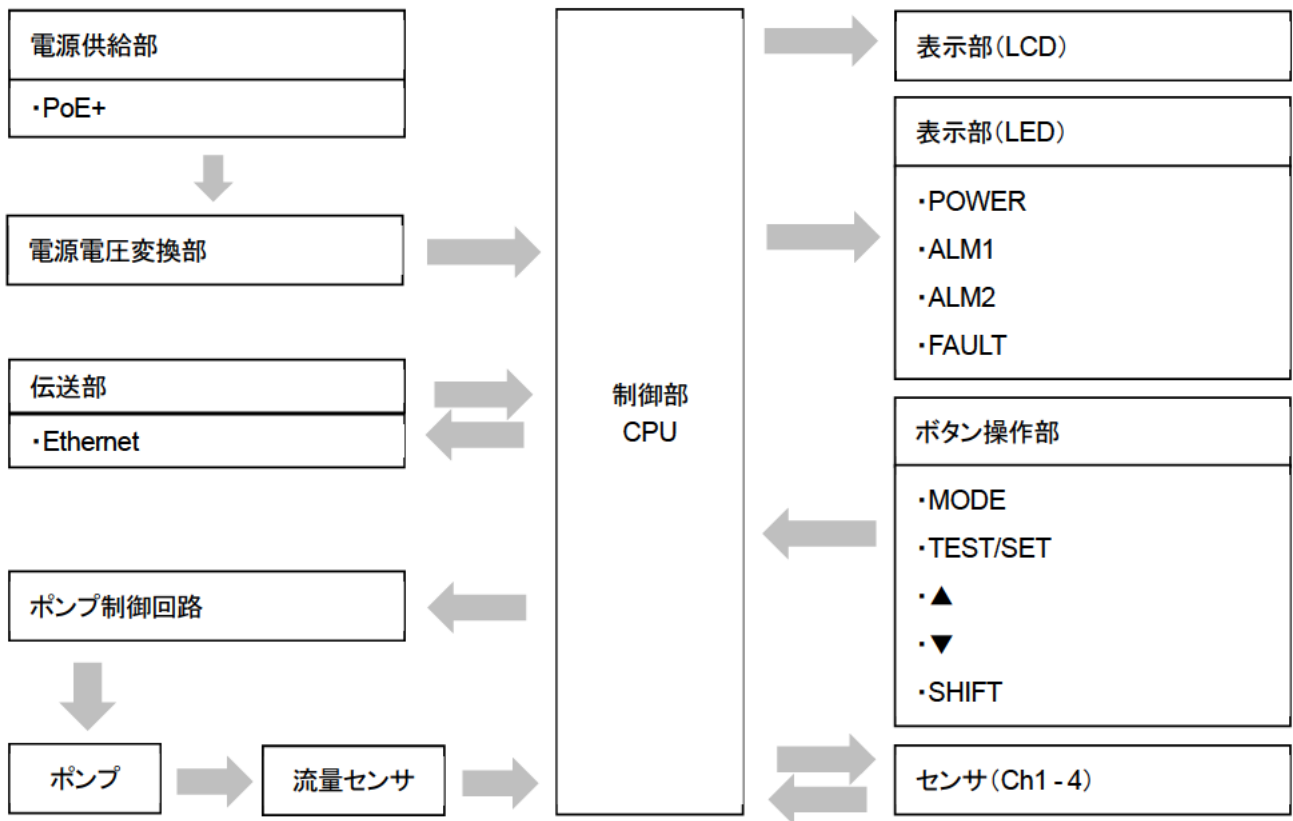 電源供給部
・PoE+
電源電圧変換部
伝送部
・Ethernet
ポンプ制御回路
ポンプ
流量センサ
制御部
CPU
表示部(LCD)
表示部(LED)
・POWER
・ALM1
・ALM2
・FAULT
ボタン操作部
・MODE
・TEST/SET
・▲
・▼
・SHIFT
センサ(Ch1 - 4)